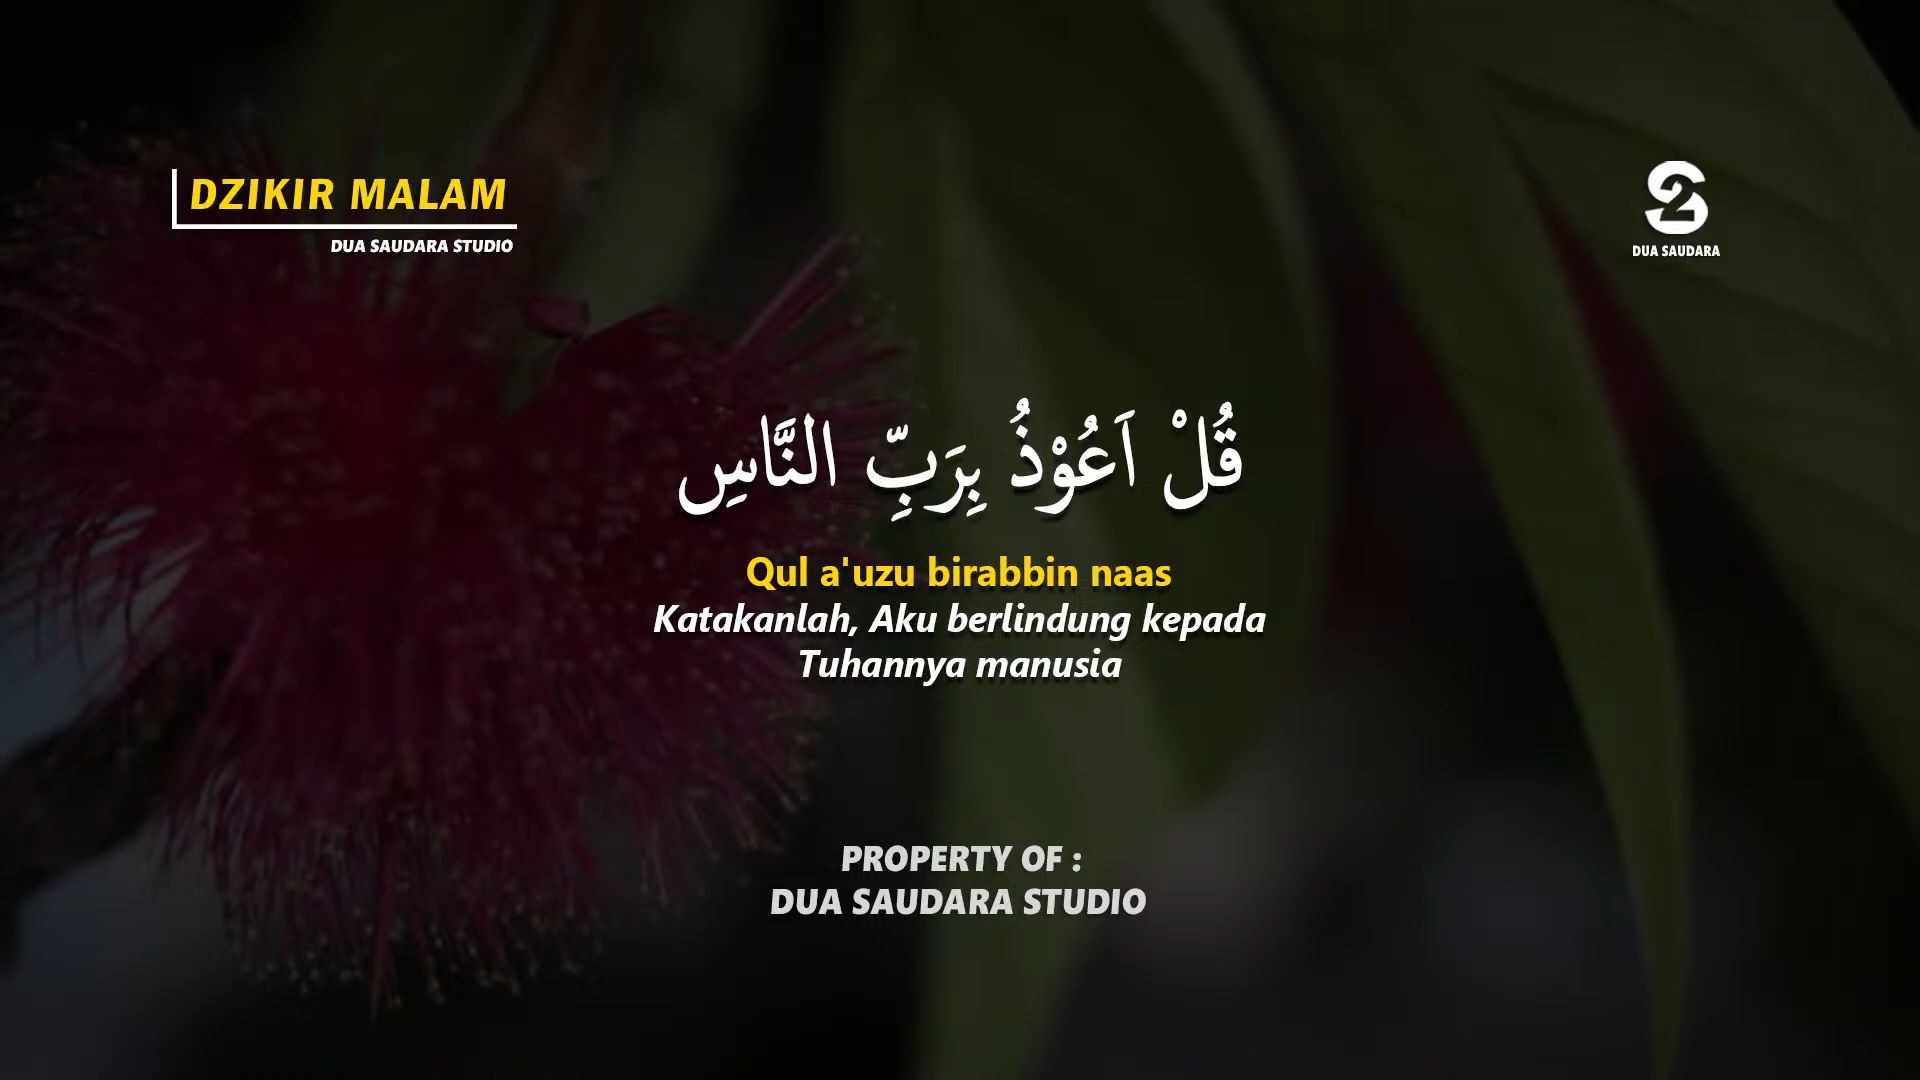 DZIKIR MALAM
DUA SAUDARA STUDIO
S2
DUA SAUDARA
قُلْ اَعُوْذُ بِرَبِّ النَّاسِ
Qul a'uzu birabbin naas
Katakanlah, Aku berlindung kepada
Tuhannya manusia
PROPERTY OF :
DUA SAUDARA STUDIO